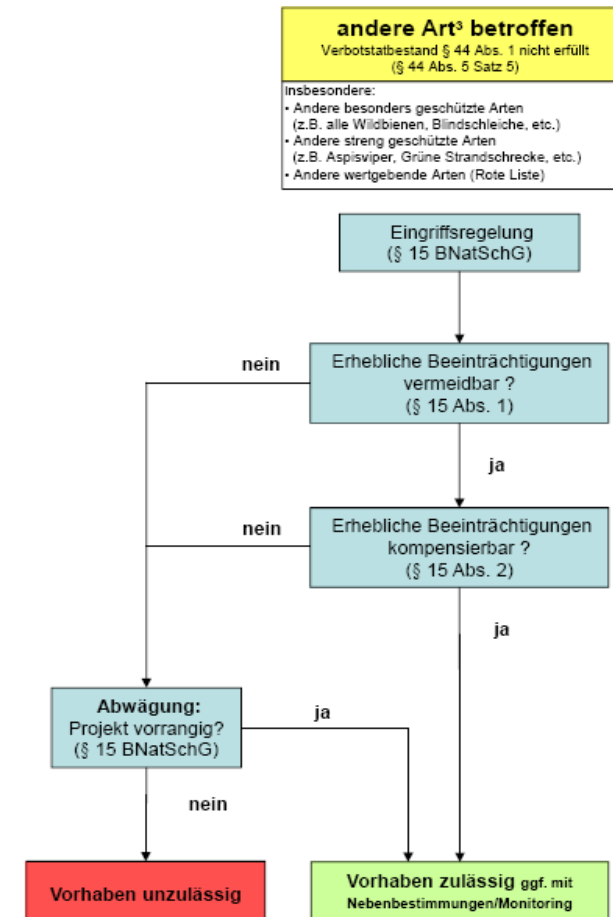 andere Art³ betroffen
Verbotstatbestand § 44 Abs. 1 nicht erfüllt
(§ 44 Abs. 5 Satz 5)
Insbesondere:
• Andere besonders geschützte Arten
(z.B. alle Wildbienen, Blindschleiche, etc.)
• Andere streng geschützte Arten
(z.B. Aspisviper, Grüne Strandschrecke, etc.)
• Andere wertgebende Arten (Rote Liste)
Eingriffsregelung
(§ 15 BNatSchG)
nein
Erhebliche Beeinträchtigungen
vermeidbar ?
(§ 15 Abs. 1)
ja
nein
Erhebliche Beeinträchtigungen
kompensierbar ?
(§ 15 Abs. 2)
ja
Abwägung:
Projekt vorrangig?
(§ 15 BNatSchG)
ja
nein
Vorhaben unzulässig
Vorhaben zulässig ggf. mit
Nebenbestimmungen/Monitoring